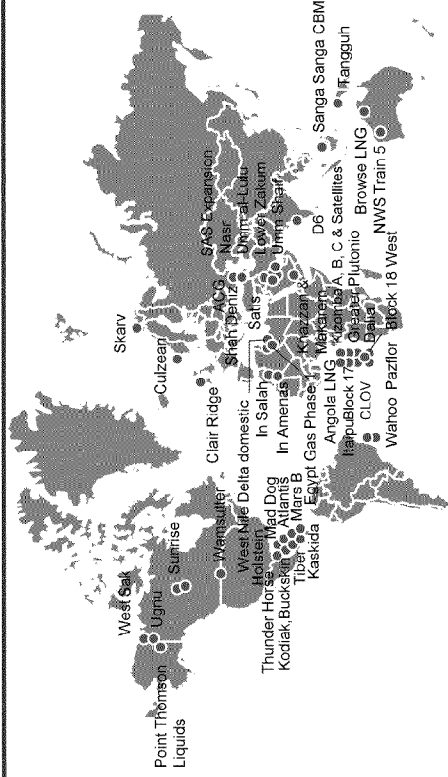 Skarv
Culzean
Clair Ridge
West Sak
Ugnu
Sunrise
Point Thomson
Liquids
Wamsutter
SAS Expansion
Nasr
Umm al-Lulu
Lower Zakum
Umm Shaif
ACG
Shah Deniz
Satis
West Nile Delta domestic
In Salah
In Amenas
Egypt Gas Phase 1
Holstein
Mad Dog
Thunder Horse
Atlantis
Kodiak, Buckskin
Mars B
Tiber
Kaskida
Khazzan &
Makarem
D6
Sanga Sanga CBM
Tangguh
Browse LNG
NWS Train 5
Angola LNG
Kizomba A, B, C & Satellites
Greater Plutonio
Itaipu
Block 17
Dalia
CLOV
Block 18 West
Wahoo
Pazflor